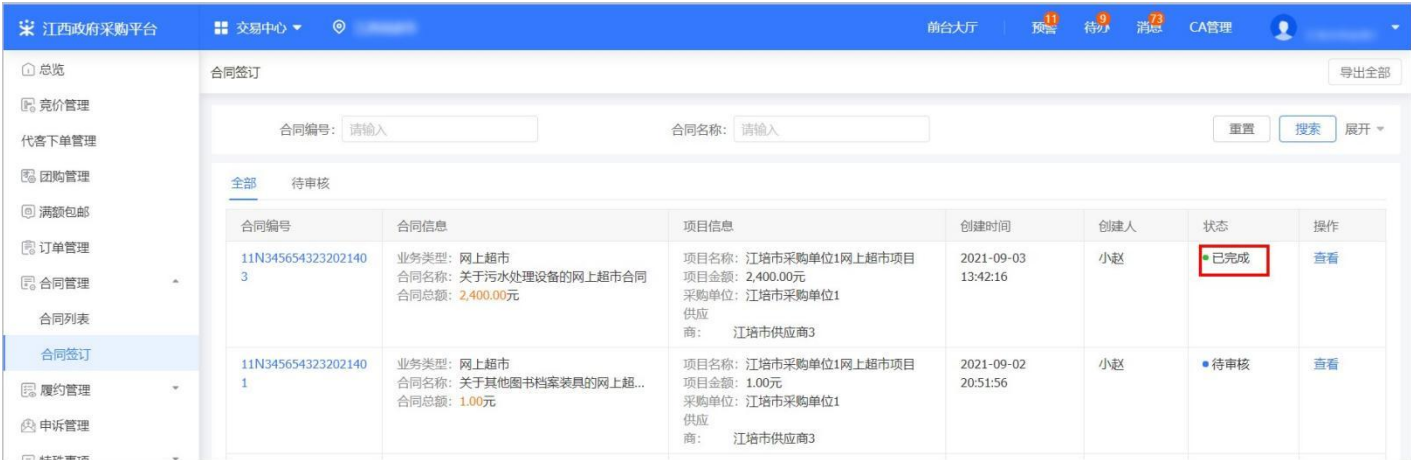 江西政府采购平台
交易中心
前台大厅
预警
11
待办
9
消息
73
CA管理
总览
竞价管理
代客下单管理
团购管理
满额包邮
订单管理
合同管理
合同列表
合同签订
履约管理
申诉管理
特殊事项
合同签订
导出全部
合同编号：
请输入
合同名称：
请输入
重置
搜索
展开
全部
待审核
合同编号
合同信息
项目信息
创建时间
创建人
状态
操作
11N345654323202140
3
业务类型：网上超市
合同名称：关于污水处理设备的网上超市合同
合同总额：2,400.00元
项目名称：江培市采购单位1网上超市项目
项目金额：2,400.00元
采购单位：江培市采购单位1
供应
商： 江培市供应商3
2021-09-03
13:42:16
小赵
已完成
查看
11N345654323202140
1
业务类型：网上超市
合同名称：关于其他图书档案装具的网上超...
合同总额：1.00元
项目名称：江培市采购单位1网上超市项目
项目金额：1.00元
采购单位：江培市采购单位1
供应
商： 江培市供应商3
2021-09-02
20:51:56
小赵
待审核
查看